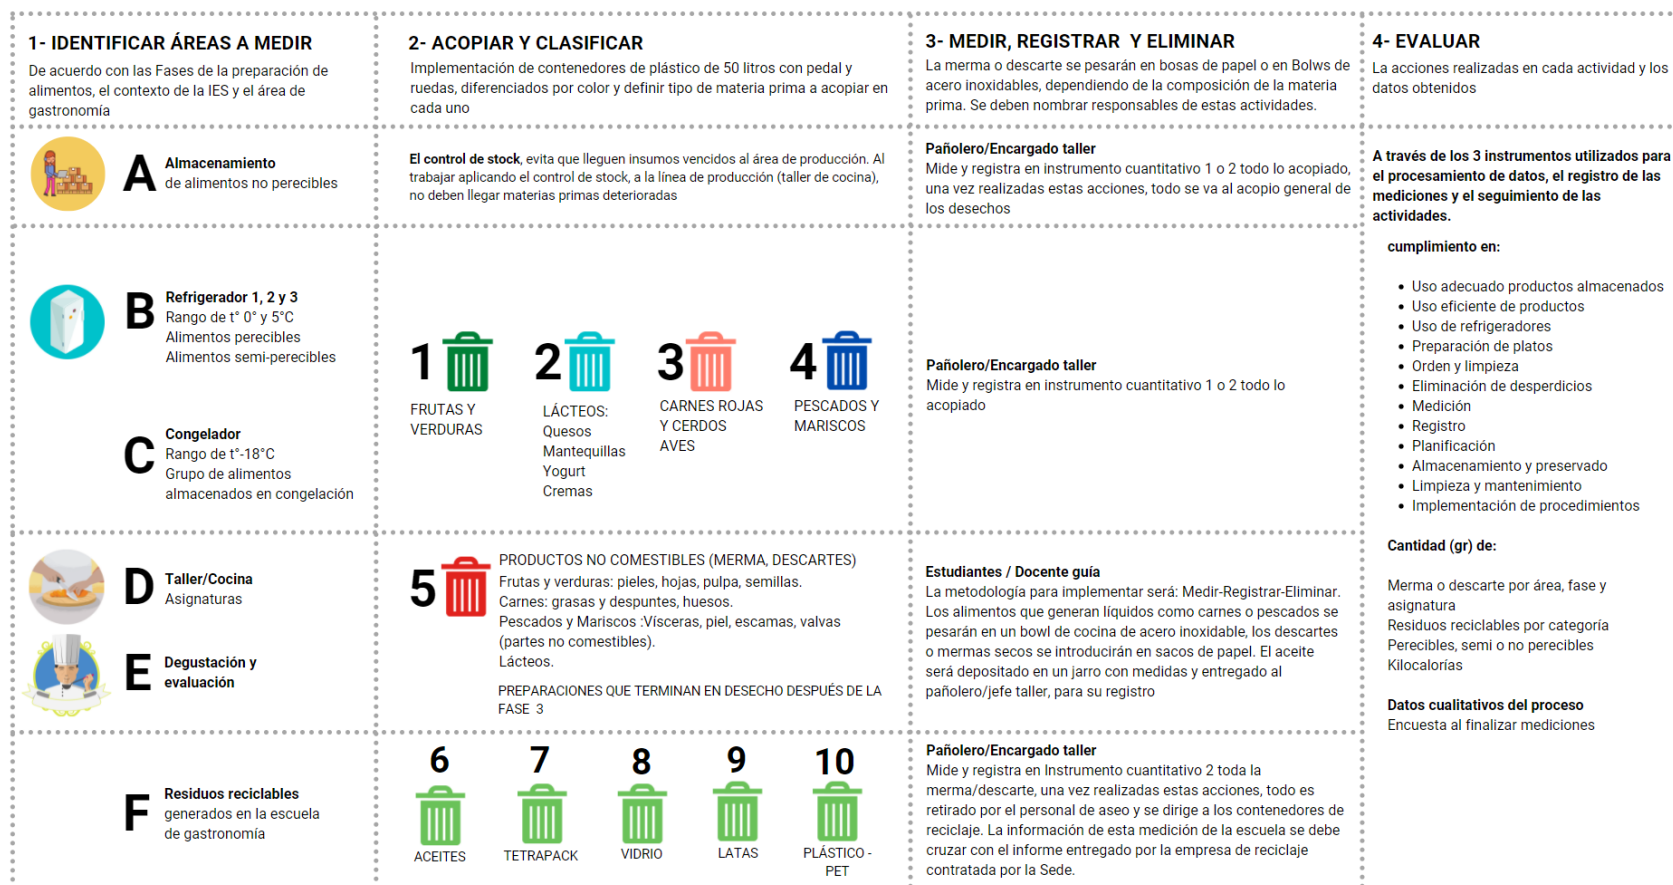 1- IDENTIFICAR ÁREAS A MEDIR
De acuerdo con las Fases de la preparación de
alimentos, el contexto de la IES y el área de
gastronomía
2- ACOPIAR Y CLASIFICAR
Implementación de contenedores de plástico de 50 litros con pedal y
ruedas, diferenciados por color y definir tipo de materia prima a acopiar en
cada uno
3- MEDIR, REGISTRAR Y ELIMINAR
La merma o descarte se pesarán en bosas de papel o en Bolws de
acero inoxidables, dependiendo de la composición de la materia
prima. Se deben nombrar responsables de estas actividades.
4- EVALUAR
La acciones realizadas en cada actividad y los
datos obtenidos
A
Almacenamiento
de alimentos no perecibles
El control de stock, evita que lleguen insumos vencidos al área de producción. Al
trabajar aplicando el control de stock, a la línea de producción (taller de cocina),
no deben llegar materias primas deterioradas
Pañolero/Encargado taller
Mide y registra en instrumento cuantitativo 1 o 2 todo lo acopiado,
una vez realizadas estas acciones, todo se va al acopio general de
los desechos
A través de los 3 instrumentos utilizados para
el procesamiento de datos, el registro de las
mediciones y el seguimiento de las
actividades.
cumplimiento en:
• Uso adecuado productos almacenados
• Uso eficiente de productos
• Uso de refrigeradores
• Preparación de platos
• Orden y limpieza
• Eliminación de desperdicios
• Medición
• Registro
• Planificación
• Almacenamiento y preservado
• Limpieza y mantenimiento
• Implementación de procedimientos
Cantidad (gr) de:
Merma o descarte por área, fase y
asignatura
Residuos reciclables por categoría
Perecibles, semi o no perecibles
Kilocalorías
Datos cualitativos del proceso
Encuesta al finalizar mediciones
B
Refrigerador 1, 2 y 3
Rango de t° 0° y 5°C
Alimentos perecibles
Alimentos semi-perecibles
C
Congelador
Rango de t°-18°C
Grupo de alimentos
almacenados en congelación
1
FRUTAS Y
VERDURAS
2
LÁCTEOS:
Quesos
Mantequillas
Yogurt
Cremas
3
CARNES ROJAS
Y CERDOS
AVES
4
PESCADOS Y
MARISCOS
Pañolero/Encargado taller
Mide y registra en instrumento cuantitativo 1 o 2 todo lo
acopiado
D
Taller/Cocina
Asignaturas
E
Degustación y
evaluación
5
PRODUCTOS NO COMESTIBLES (MERMA, DESCARTES)
Frutas y verduras: pieles, hojas, pulpa, semillas.
Carnes: grasas y despuntes, huesos.
Pescados y Mariscos :Vísceras, piel, escamas, valvas
(partes no comestibles).
Lácteos.
PREPARACIONES QUE TERMINAN EN DESECHO DESPUÉS DE LA
FASE 3
Estudiantes / Docente guía
La metodología para implementar será: Medir-Registrar-Eliminar.
Los alimentos que generan líquidos como carnes o pescados se
pesarán en un bowl de cocina de acero inoxidable, los descartes
o mermas secos se introducirán en sacos de papel. El aceite
será depositado en un jarro con medidas y entregado al
pañolero/jefe taller, para su registro
F
Residuos reciclables
generados en la escuela
de gastronomía
6
ACEITES
7
TETRAPACK
8
VIDRIO
9
LATAS
10
PLÁSTICO -
PET
Pañolero/Encargado taller
Mide y registra en Instrumento cuantitativo 2 toda la
merma/descarte, una vez realizadas estas acciones, todo es
retirado por el personal de aseo y se dirige a los contenedores de
reciclaje. La información de esta medición de la escuela se debe
cruzar con el informe entregado por la empresa de reciclaje
contratada por la Sede.